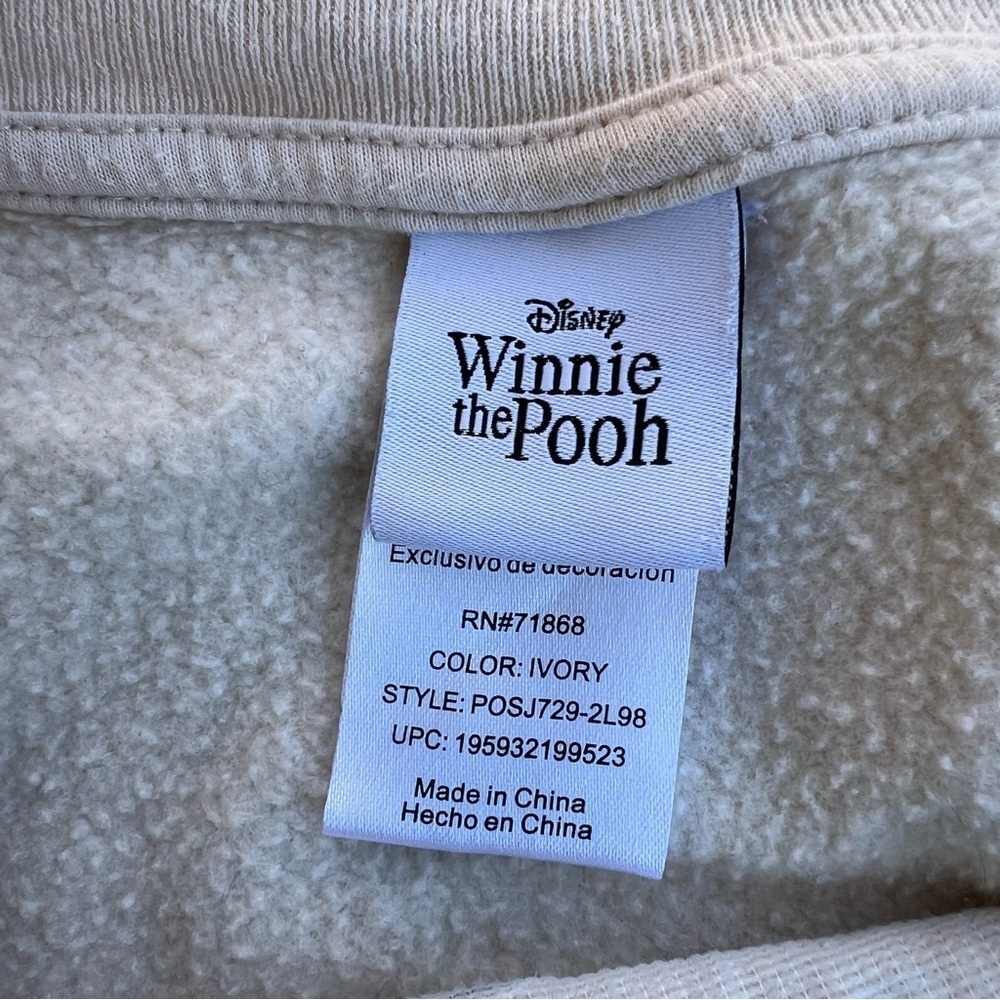 Disney
Winnie
the Pooh
Exclusivo de decoración
RN#71868
COLOR: IVORY
STYLE: POSJ729-2L98
UPC: 195932199523
Made in China
Hecho en China